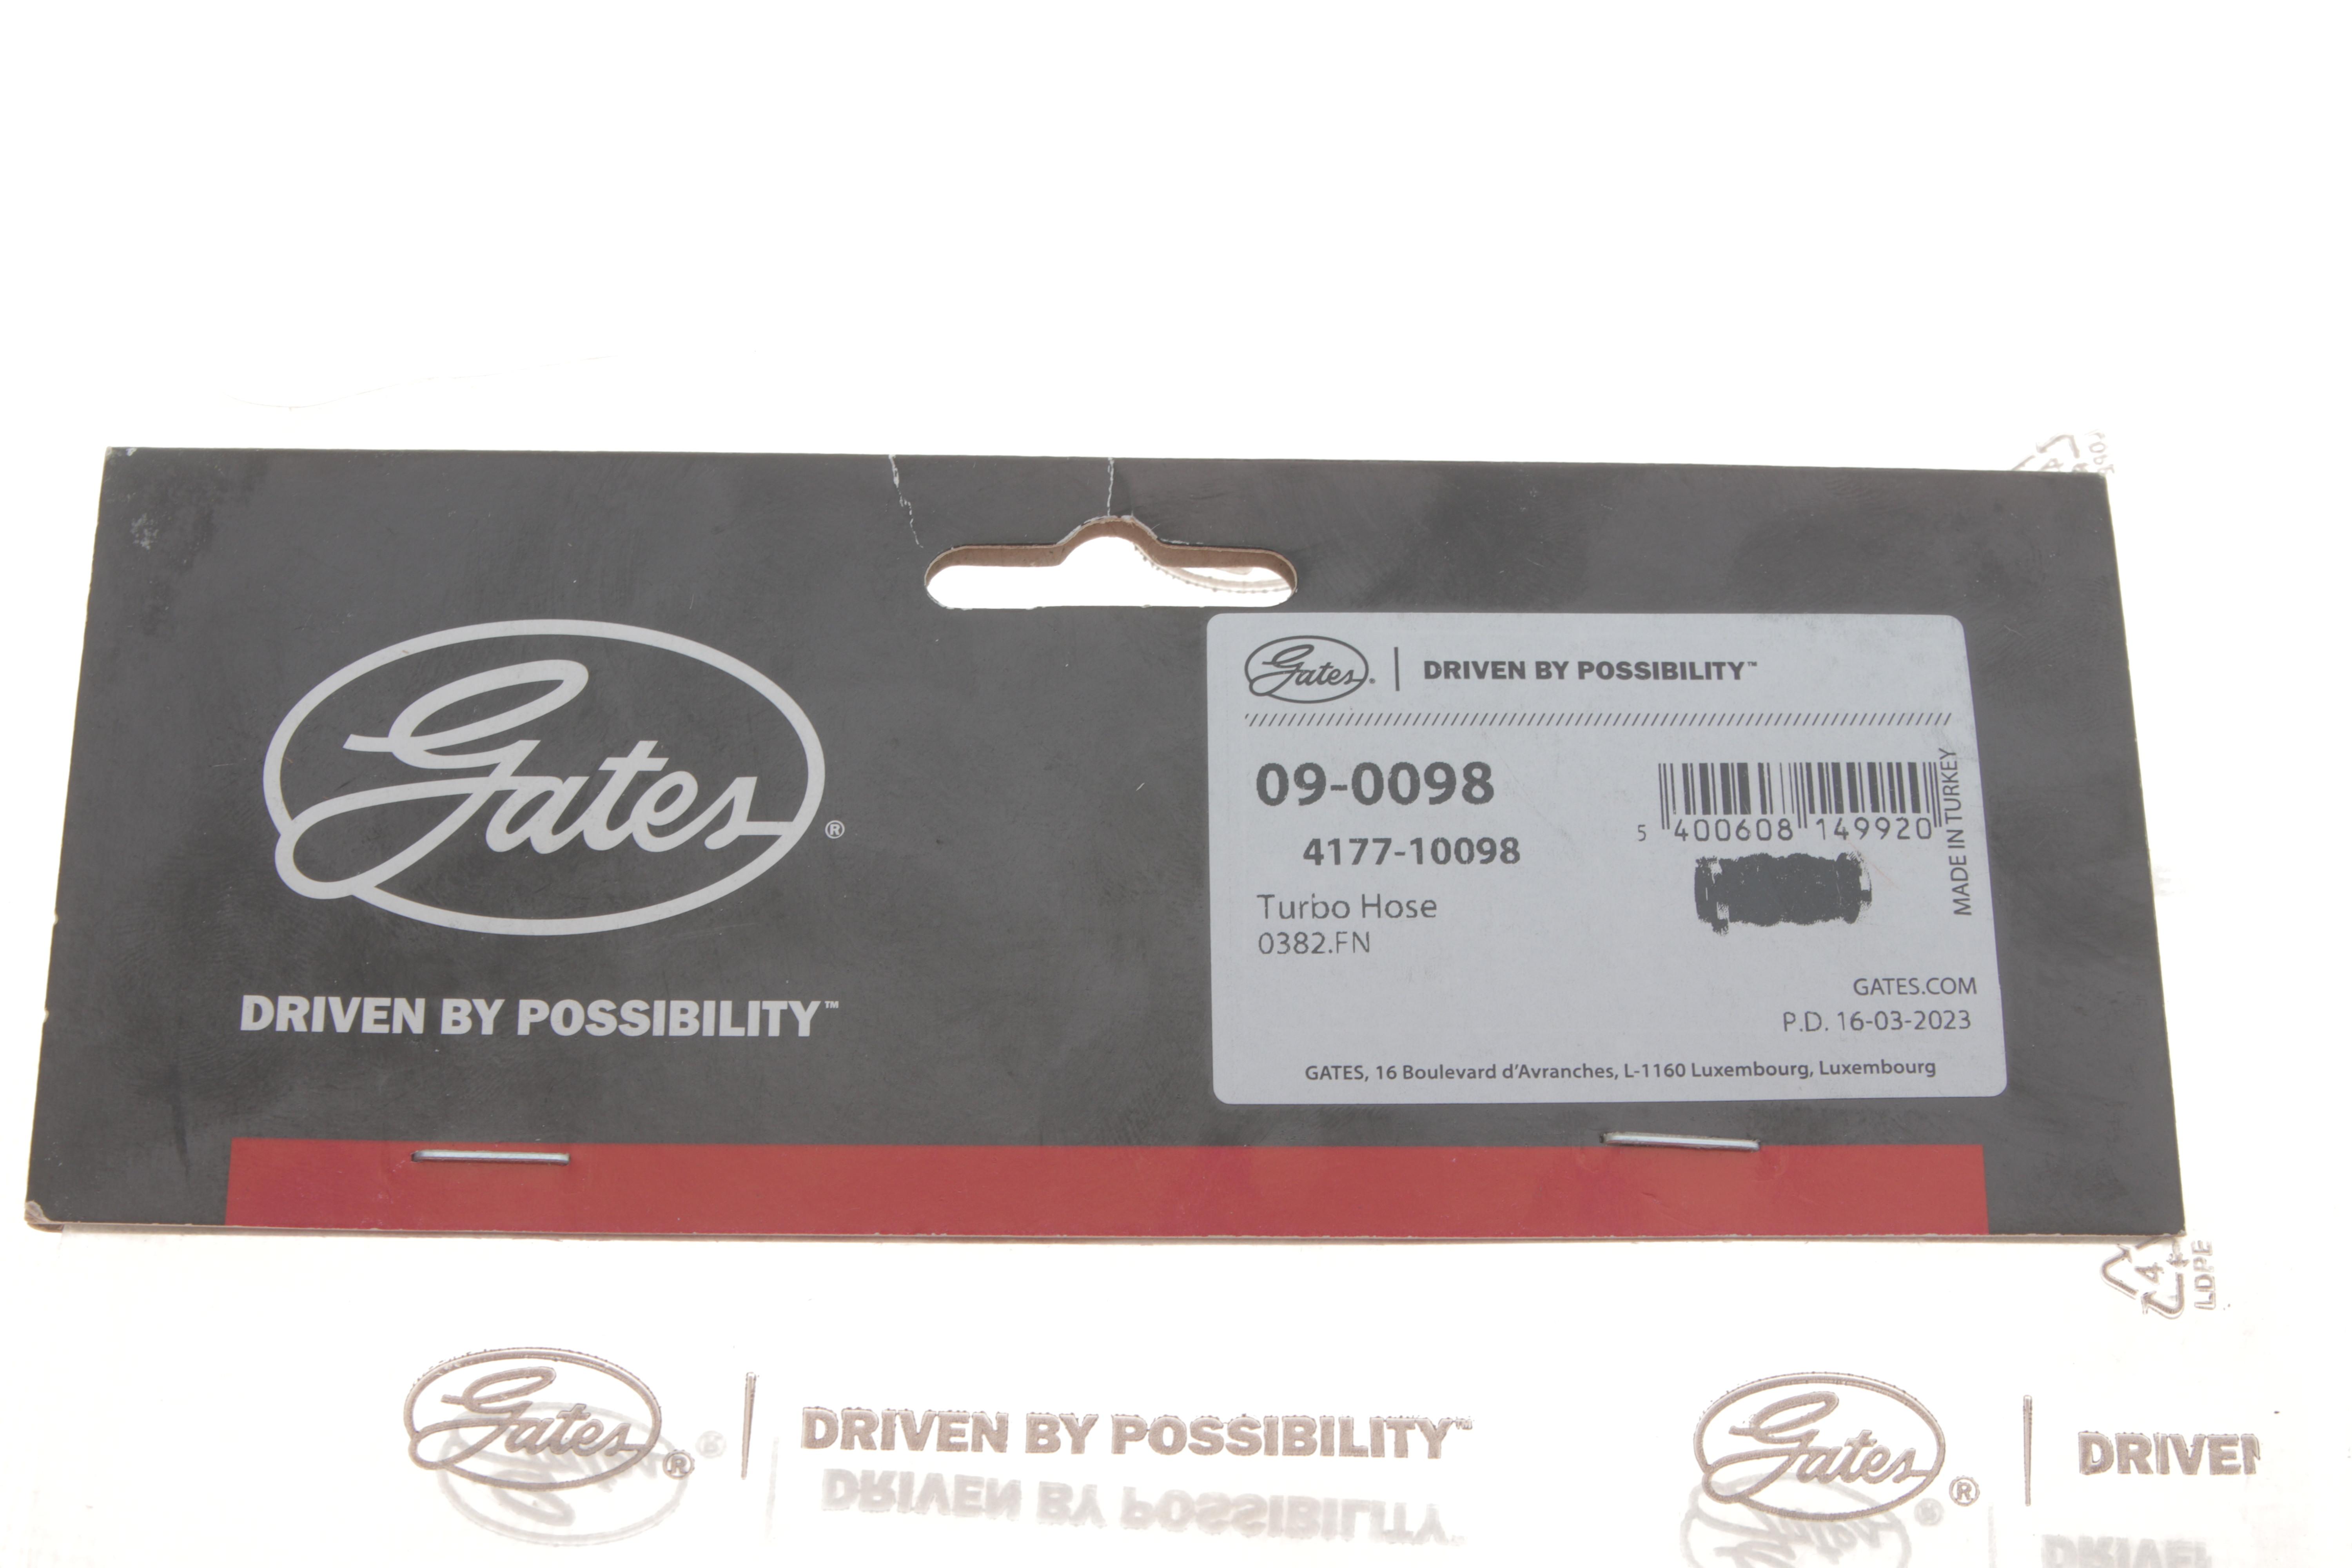 Gates®
DRIVEN BY POSSIBILITY™
Gates® | DRIVEN BY POSSIBILITY™
09-0098
4177-10098
Turbo Hose
0382.FN
5 400608 149920
MADE IN TURKEY
GATES.COM
P.D. 16-03-2023
GATES, 16 Boulevard d'Avranches, L-1160 Luxembourg, Luxembourg
4
LDPE
Gates® | DRIVEN BY POSSIBILITY™
Gates® | DRIVEN